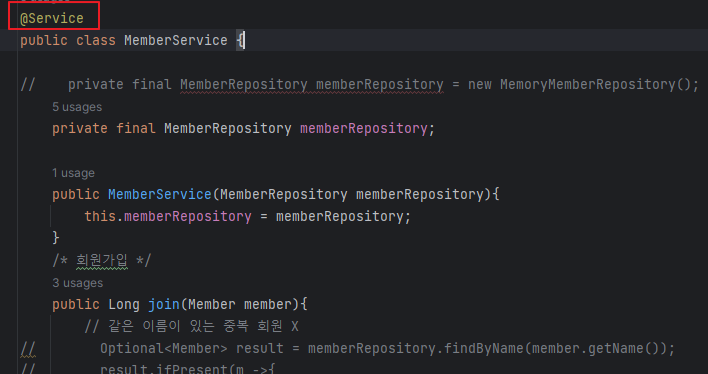 @Service
public class MemberService {
//    private final MemberRepository memberRepository = new MemoryMemberRepository();
5 usages
private final MemberRepository memberRepository;
1 usage
public MemberService(MemberRepository memberRepository){
this.memberRepository = memberRepository;
}
/* 회원가입 */
3 usages
public Long join(Member member){
// 같은 이름이 있는 중복 회원 X
//        Optional<Member> result = memberRepository.findByName(member.getName());
//        result.ifPresent(m ->{